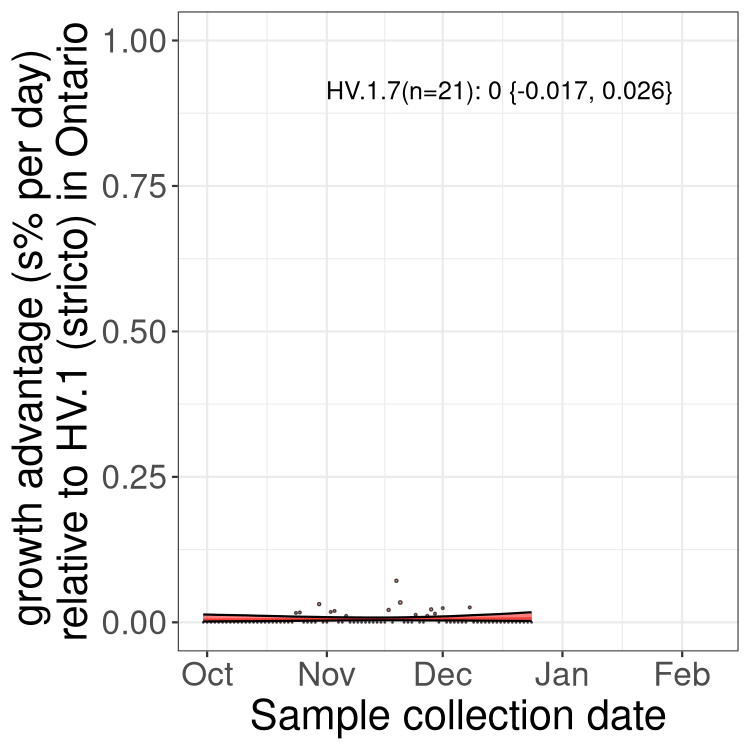 growth advantage (s% per day)
relative to HV.1 (stricto) in Ontario
1.00
0.75
0.50
0.25
0.00
HV.1.7(n=21): 0 {-0.017, 0.026}
Oct Nov Dec Jan Feb
Sample collection date